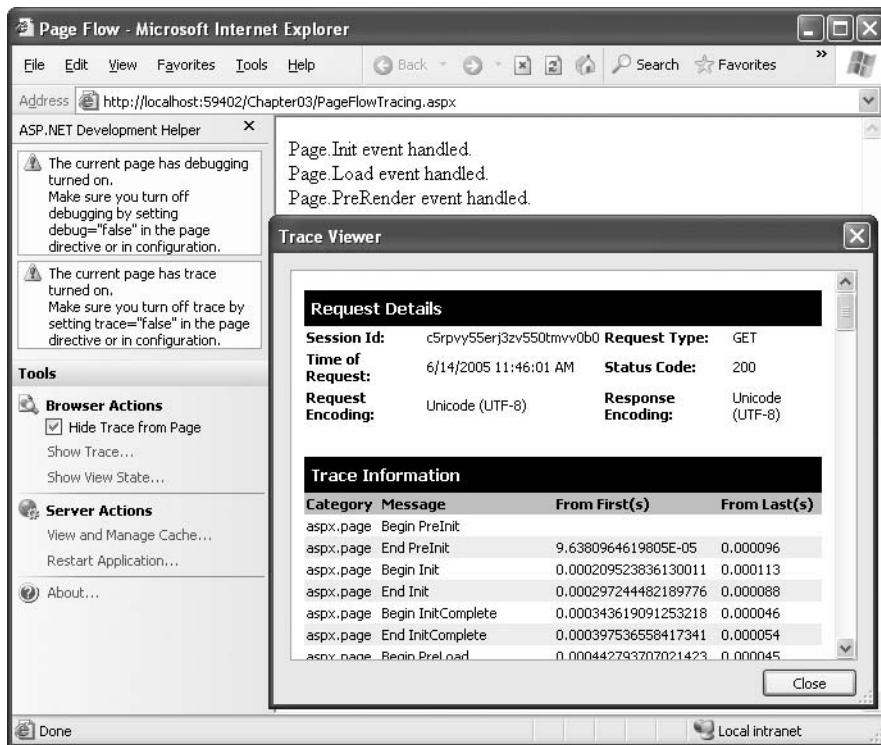 Page Flow - Microsoft Internet Explorer
File Edit View Favorites Tools Help Back Search Favorites »
Address http://localhost:59402/Chapter03/PageFlowTracing.aspx
ASP.NET Development Helper X
The current page has debugging
turned on.
Make sure you turn off
debugging by setting
debug="false" in the page
directive or in configuration.
The current page has trace
turned on.
Make sure you turn off trace by
setting trace="false" in the page
directive or in configuration.
Tools
Browser Actions
Hide Trace from Page
Show Trace...
Show View State...
Server Actions
View and Manage Cache...
Restart Application...
About...
Page.Init event handled.
Page.Load event handled.
Page.PreRender event handled.
Trace Viewer
Request Details
Session Id: c5rpvy55erj3zv550tmvv0b0 Request Type: GET
Time of
Request: 6/14/2005 11:46:01 AM Status Code: 200
Request
Encoding: Unicode (UTF-8) Response
Encoding: Unicode
(UTF-8)
Trace Information
Category Message From First(s) From Last(s)
aspx.page Begin PreInit
aspx.page End PreInit 9.6380964619805E-05 0.000096
aspx.page Begin Init 0.000209523836130011 0.000113
aspx.page End Init 0.000297244482189776 0.000088
aspx.page Begin InitComplete 0.000343619091253218 0.000046
aspx.page End InitComplete 0.000397536558417341 0.000054
aspx.page Begin PreLoad 0.000442793707021423 0.000045
Close
Done Local intranet